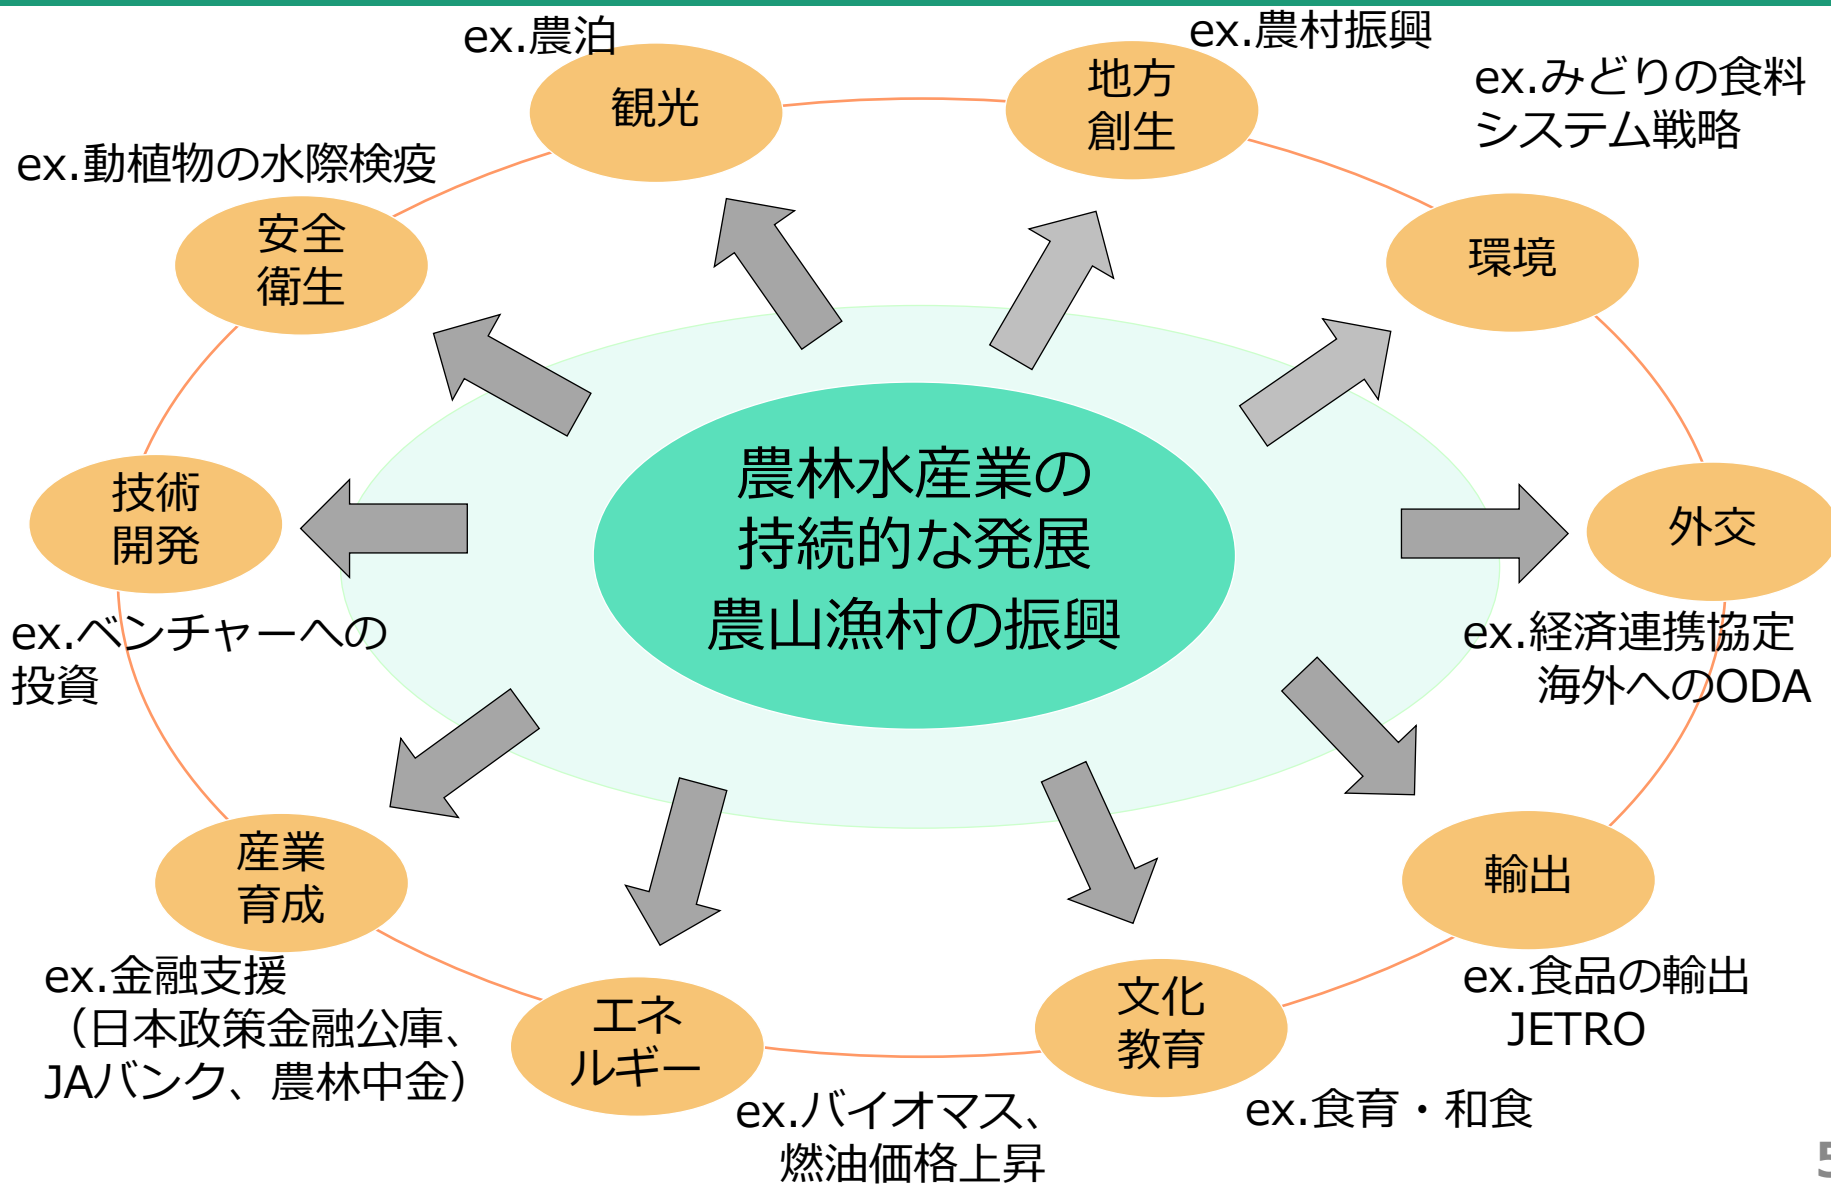 ex.農泊
観光
ex.農村振興
地方
創生
ex.みどりの食料
システム戦略
環境
ex.動植物の水際検疫
安全
衛生
農林水産業の
持続的な発展
農山漁村の振興
技術
開発
ex.ベンチャーへの
投資
外交
ex.経済連携協定
海外へのODA
産業
育成
ex.金融支援
（日本政策金融公庫、
JAバンク、農林中金）
エネ
ルギー
ex.バイオマス、
燃油価格上昇
文化
教育
ex.食育・和食
輸出
ex.食品の輸出
JETRO
5